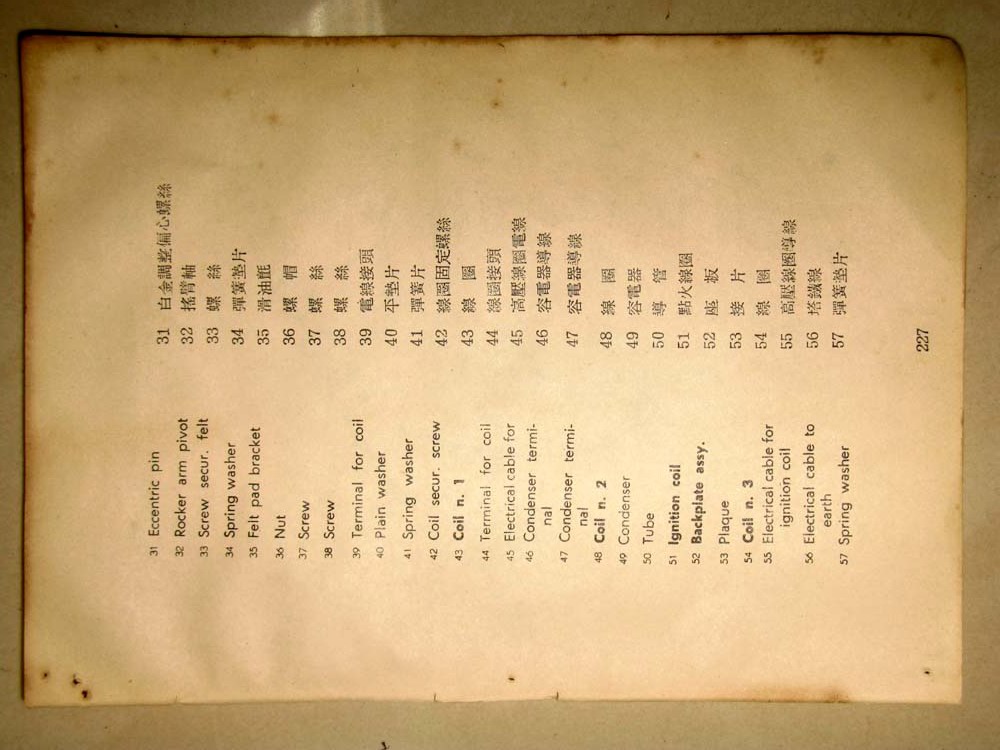 31 Eccentric pin
32 Rocker arm pivot
33 Screw secur. felt
34 Spring washer
35 Felt pad bracket
36 Nut
37 Screw
38 Screw
39 Terminal for coil
40 Plain washer
41 Spring washer
42 Coil secur. screw
43 Coil n. 1
44 Terminal for coil
45 Electrical cable for
46 Condenser termi-
nal
47 Condenser termi-
nal
48 Coil n. 2
49 Condenser
50 Tube
51 Ignition coil
52 Backplate assy.
53 Plaque
54 Coil n. 3
55 Electrical cable for
ignition coil
56 Electrical cable to
earth
57 Spring washer
31 白金調整偏心螺絲
32 搖臂軸
33 螺絲
34 彈簧墊片
35 滑油氈
36 螺帽
37 螺絲
38 螺絲
39 電線接頭
40 平墊片
41 彈簧片
42 線圈固定螺絲
43 線圈
44 線圈接頭
45 高壓線圈電線
46 容電器導線
47 容電器導線
48 線圈
49 容電器
50 導管
51 點火線圈
52 座板
53 接片
54 線圈
55 高壓線圈導線
56 塔鐵線
57 彈簧墊片
227